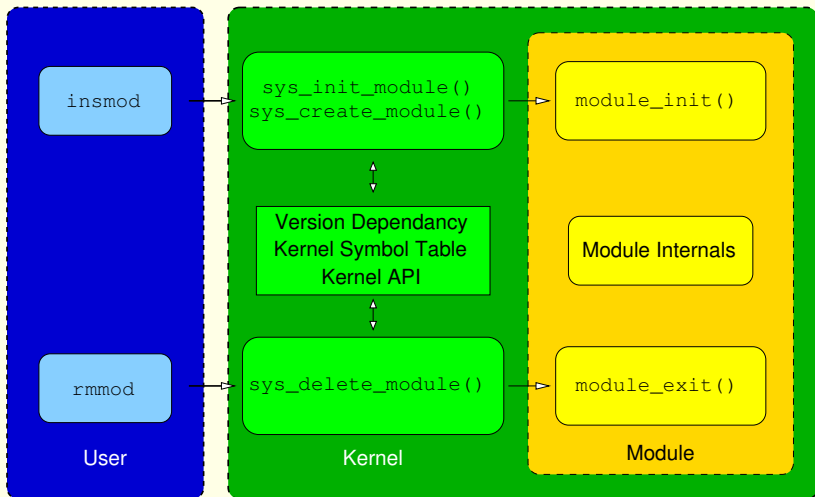 insmod
sys_init_module()
sys_create_module()
module_init()
Version Dependancy
Kernel Symbol Table
Kernel API
Module Internals
rmmod
sys_delete_module()
module_exit()
User
Kernel
Module